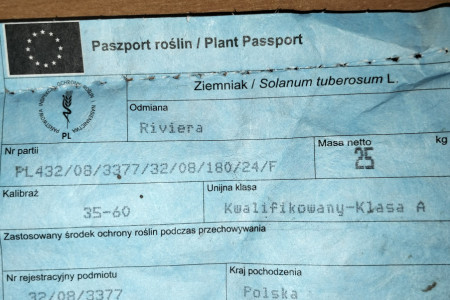 Paszport roślin / Plant Passport
Ziemniak / Solanum tuberosum L.
PL
Odmiana
Riviera
Nr partii
PL432/08/3377/32/08/180/24/F
Masa netto
25
kg
Kalibraż
35-60
Unijna klasa
Kwalifikowany-Klasa A
Zastosowany środek ochrony roślin podczas przechowywania
Nr rejestracyjny podmiotu
32/08/3377
Kraj pochodzenia
Polska